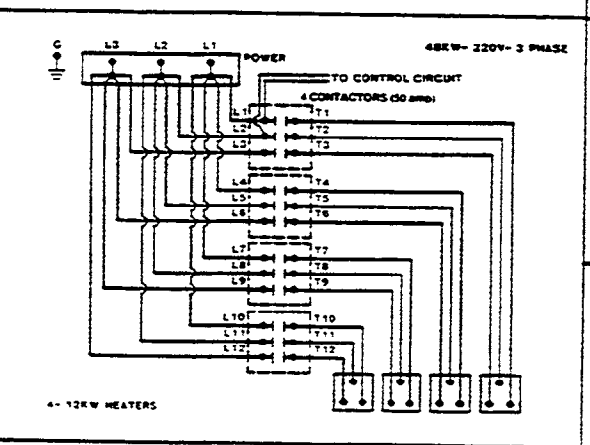 G L3 L2 L1
POWER
48KW- 220V- 3 PHASE
TO CONTROL CIRCUIT
4 CONTACTORS (50 amp)
L1 T1
L2 T2
L3 T3
L4 T4
L5 T5
L6 T6
L7 T7
L8 T8
L9 T9
L10 T10
L11 T11
L12 T12
4- 12KW HEATERS